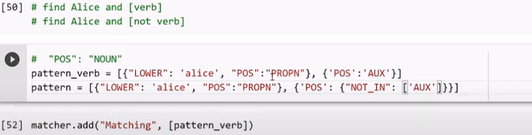 [50] # find Alice and [verb]
# find Alice and [not verb]
# "POS": "NOUN"
pattern_verb = [{"LOWER": 'alice', "POS":"PROPN"}, {'POS':'AUX'}]
pattern = [{"LOWER": 'alice', "POS":"PROPN"}, {'POS': {"NOT_IN": ['AUX']}}]
[52] matcher.add("Matching", [pattern_verb])